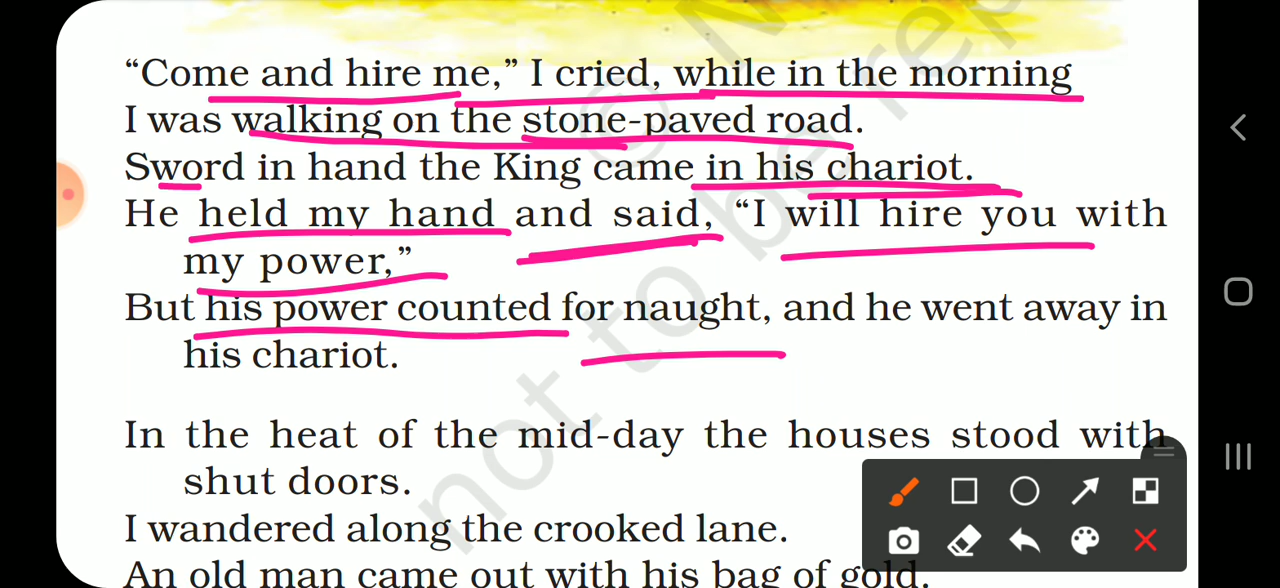 “Come and hire me,” I cried, while in the morning
I was walking on the stone-paved road.
Sword in hand the King came in his chariot.
He held my hand and said, “I will hire you with
my power,”
But his power counted for naught, and he went away in
his chariot.
In the heat of the mid-day the houses stood with
shut doors.
I wandered along the crooked lane.
An old man came out with his bag of gold.
© N
not to be rep